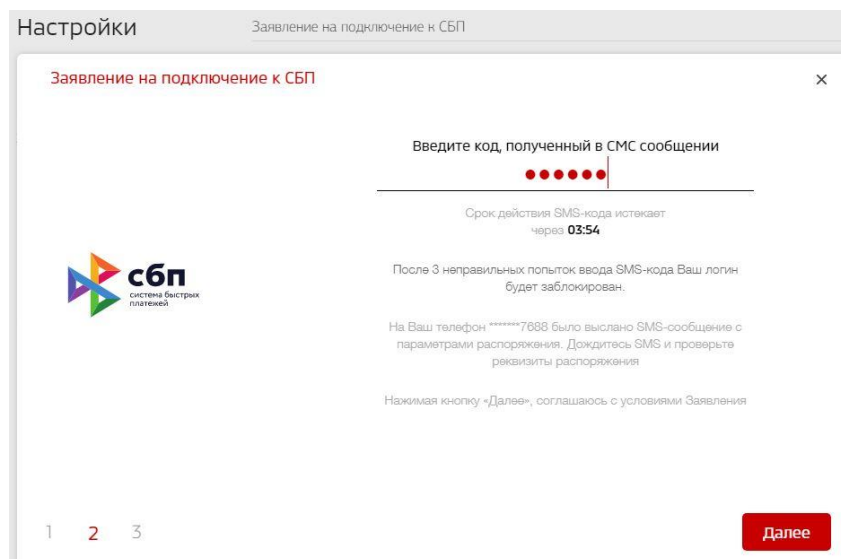 Настройки
Заявление на подключение к СБП
Заявление на подключение к СБП
×
Введите код, полученный в СМС сообщении
●●●●●●
Срок действия SMS-кода истекает
через 03:54
После 3 неправильных попыток ввода SMS-кода Ваш логин
будет заблокирован.
На Ваш телефон *******7688 было выслано SMS-сообщение с
параметрами распоряжения. Дождитесь SMS и проверьте
реквизиты распоряжения
Нажимая кнопку «Далее», соглашаюсь с условиями Заявления
сбп
система быстрых
платежей
1 2 3
Далее